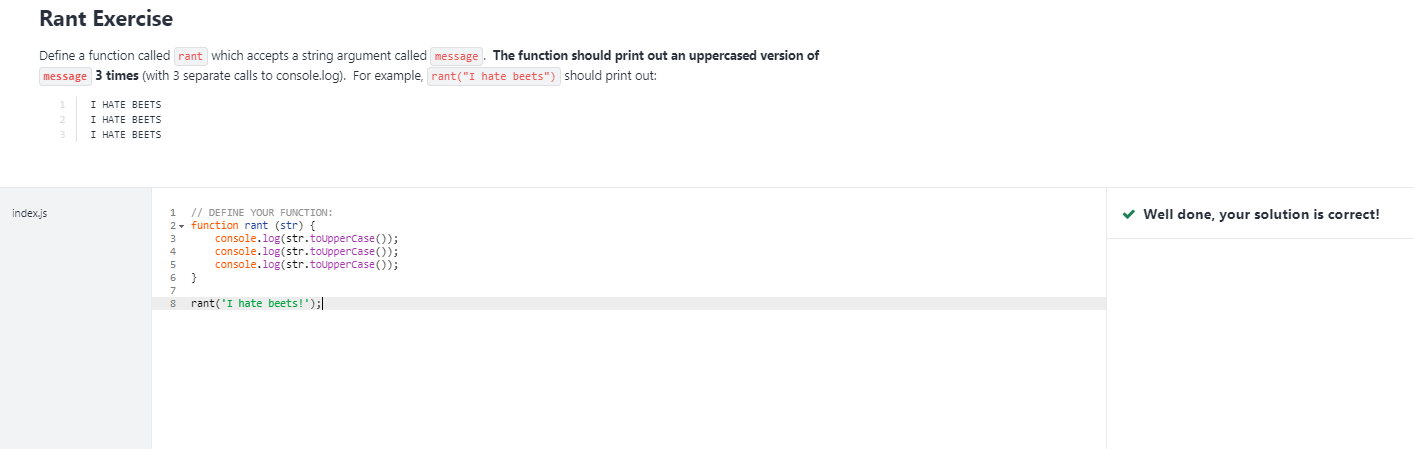 Rant Exercise
Define a function called rant which accepts a string argument called message. The function should print out an uppercased version of
message 3 times (with 3 separate calls to console.log). For example, rant("I hate beets") should print out:
1 I HATE BEETS
2 I HATE BEETS
3 I HATE BEETS
index.js
1 // DEFINE YOUR FUNCTION:
2 function rant (str) {
3     console.log(str.toUpperCase());
4     console.log(str.toUpperCase());
5     console.log(str.toUpperCase());
6 }
7
8 rant('I hate beets!');
Well done, your solution is correct!